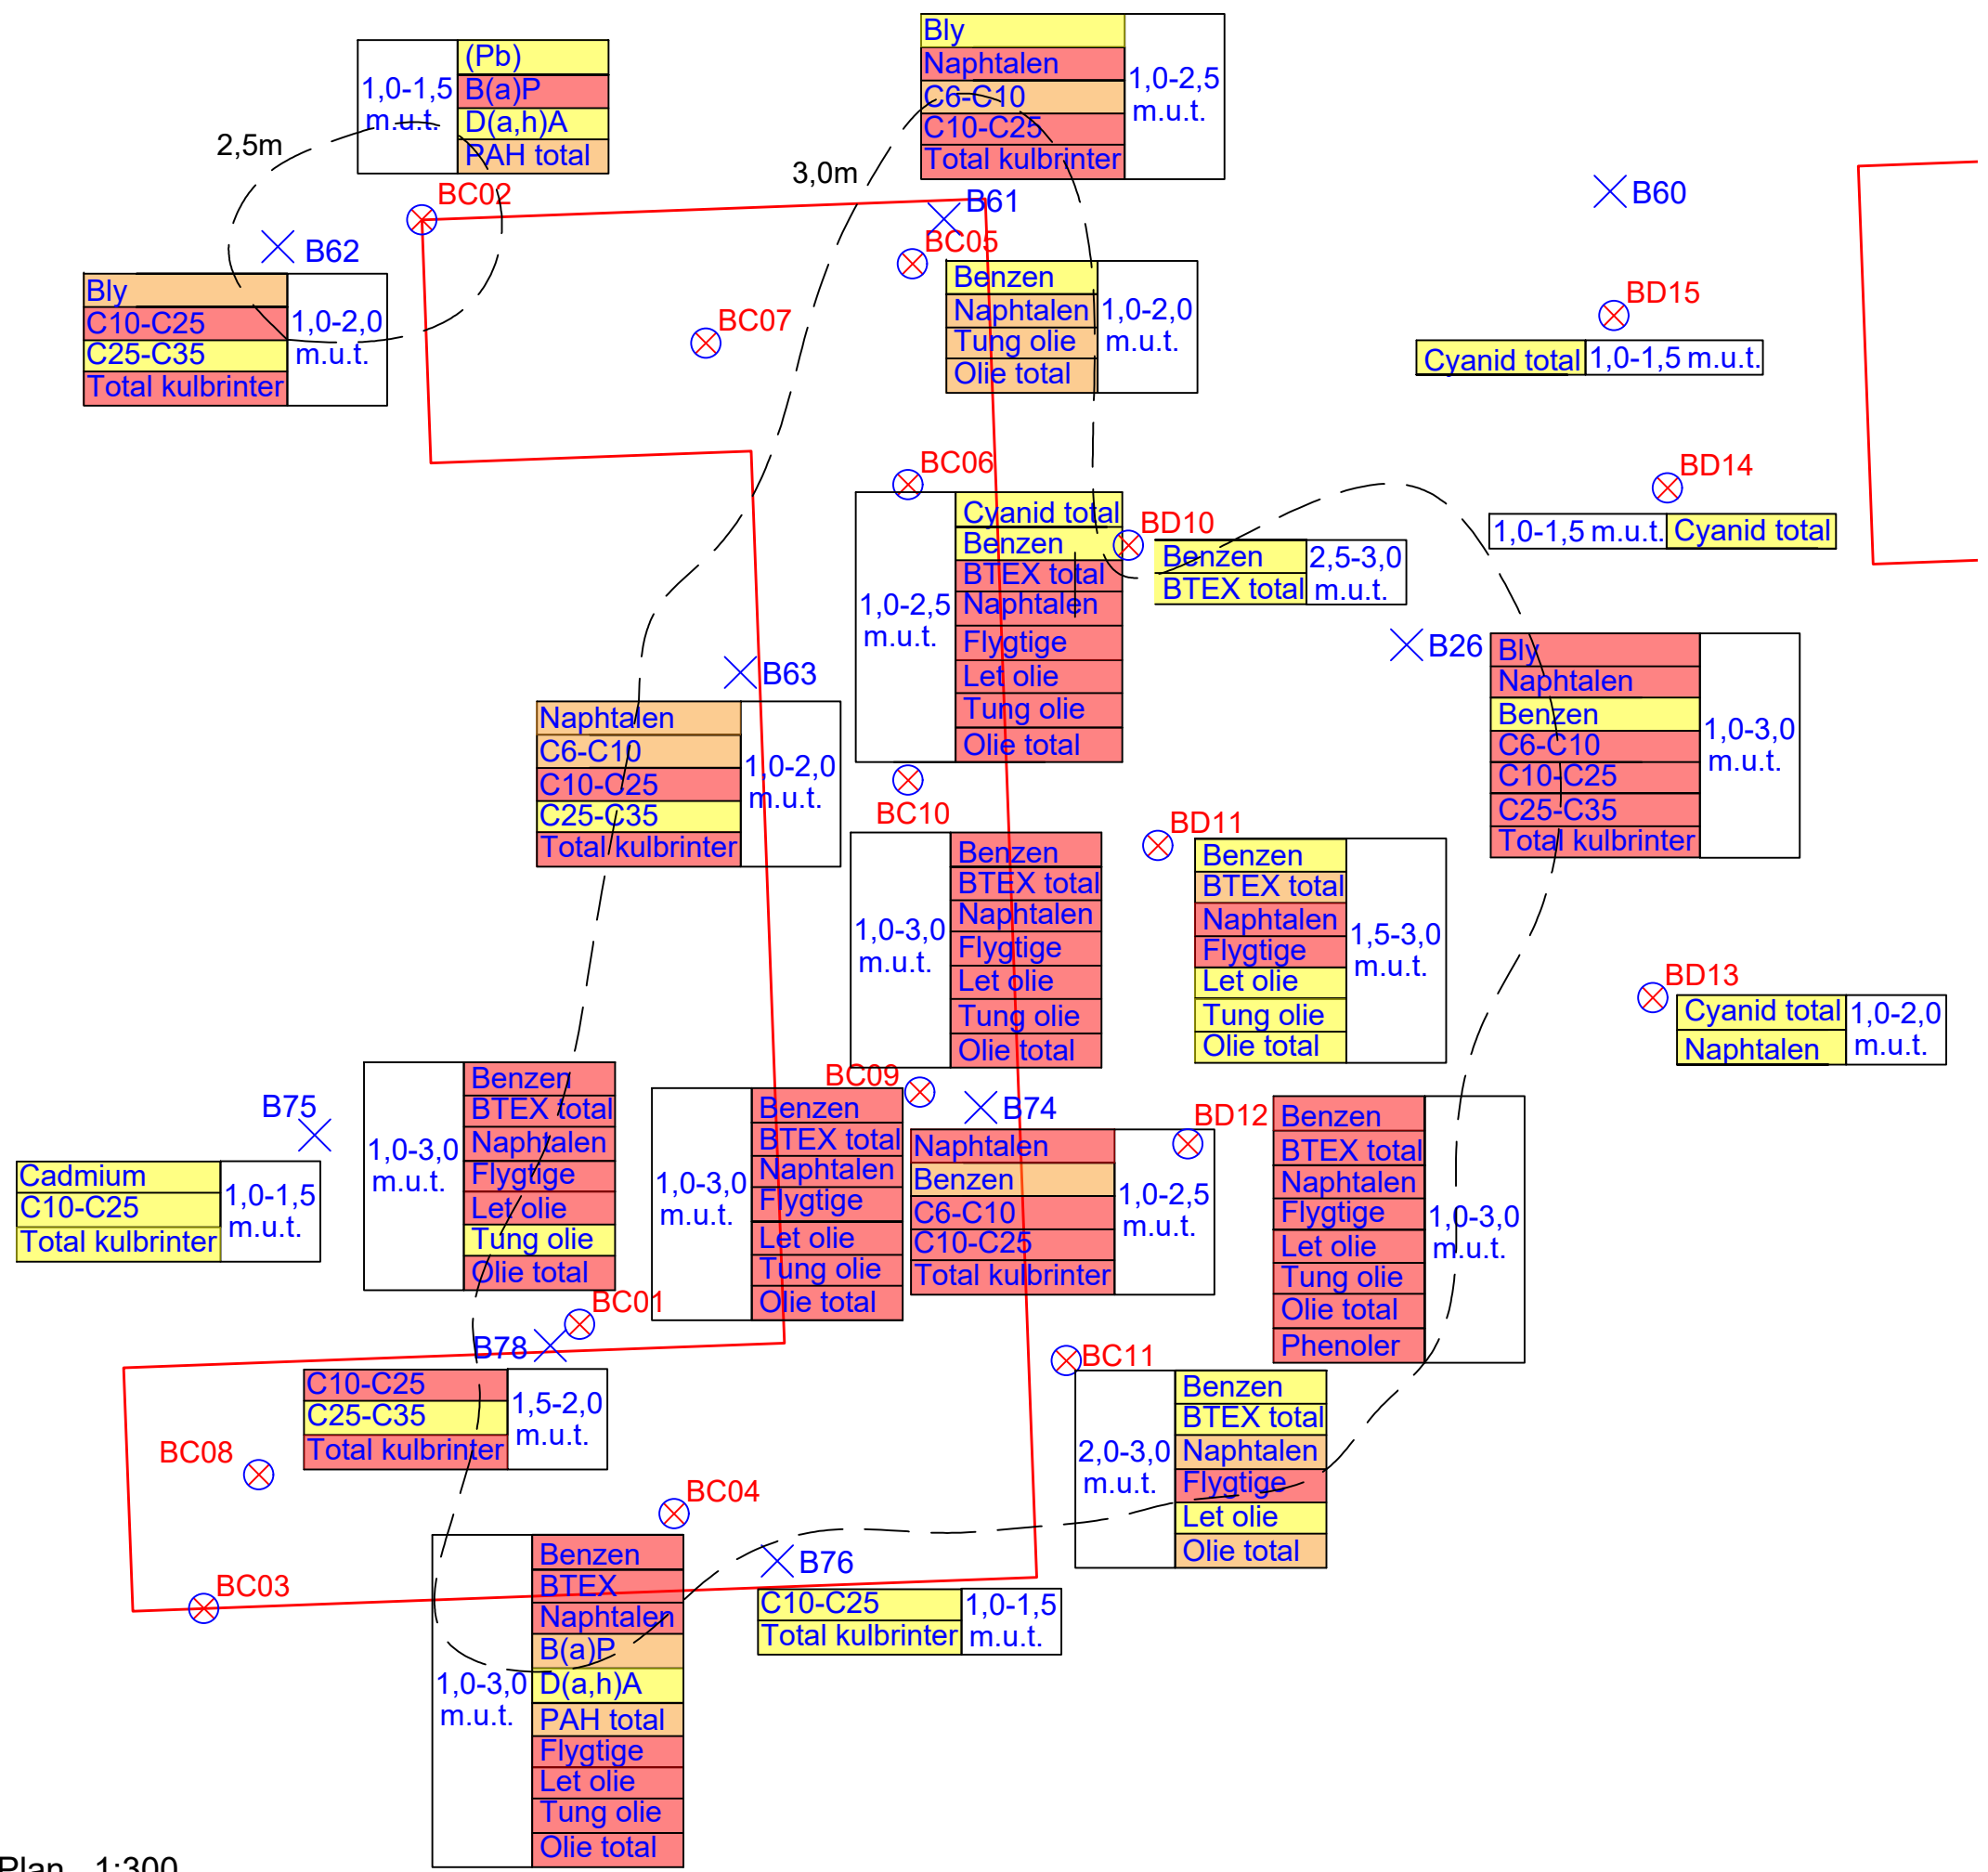 Bly
Naphtalen
C6-C10
C10-C25
Total kulbrinter
1,0-2,5
m.u.t.
(Pb)
B(a)P
D(a,h)A
PAH total
1,0-1,5
m.u.t.
2,5m
3,0m
BC02
B61
B60
B62
BC05
Bly
C10-C25
C25-C35
Total kulbrinter
1,0-2,0
m.u.t.
BC07
Benzen
Naphtalen
Tung olie
Olie total
1,0-2,0
m.u.t.
BD15
Cyanid total
1,0-1,5 m.u.t.
BC06
BD14
1,0-1,5 m.u.t.
Cyanid total
1,0-2,5
m.u.t.
Cyanid total
Benzen
BTEX total
Naphtalen
Flygtige
Let olie
Tung olie
Olie total
BD10
Benzen
BTEX total
2,5-3,0
m.u.t.
B26
Bly
Naphtalen
Benzen
C6-C10
C10-C25
C25-C35
Total kulbrinter
1,0-3,0
m.u.t.
B63
Naphtalen
C6-C10
C10-C25
C25-C35
Total kulbrinter
1,0-2,0
m.u.t.
BC10
1,0-3,0
m.u.t.
Benzen
BTEX total
Naphtalen
Flygtige
Let olie
Tung olie
Olie total
BD11
Benzen
BTEX total
Naphtalen
Flygtige
Let olie
Tung olie
Olie total
1,5-3,0
m.u.t.
BD13
Cyanid total
Naphtalen
1,0-2,0
m.u.t.
B75
Cadmium
C10-C25
Total kulbrinter
1,0-1,5
m.u.t.
1,0-3,0
m.u.t.
Benzen
BTEX total
Naphtalen
Flygtige
Let olie
Tung olie
Olie total
BC01
BC09
1,0-3,0
m.u.t.
Benzen
BTEX total
Naphtalen
Flygtige
Let olie
Tung olie
Olie total
B74
Naphtalen
Benzen
C6-C10
C10-C25
Total kulbrinter
1,0-2,5
m.u.t.
BD12
Benzen
BTEX total
Naphtalen
Flygtige
Let olie
Tung olie
Olie total
Phenoler
1,0-3,0
m.u.t.
B78
C10-C25
C25-C35
Total kulbrinter
1,5-2,0
m.u.t.
BC11
2,0-3,0
m.u.t.
Benzen
BTEX total
Naphtalen
Flygtige
Let olie
Olie total
BC08
BC04
BC03
1,0-3,0
m.u.t.
Benzen
BTEX
Naphtalen
B(a)P
D(a,h)A
PAH total
Flygtige
Let olie
Tung olie
Olie total
B76
C10-C25
Total kulbrinter
1,0-1,5
m.u.t.
Plan 1:300